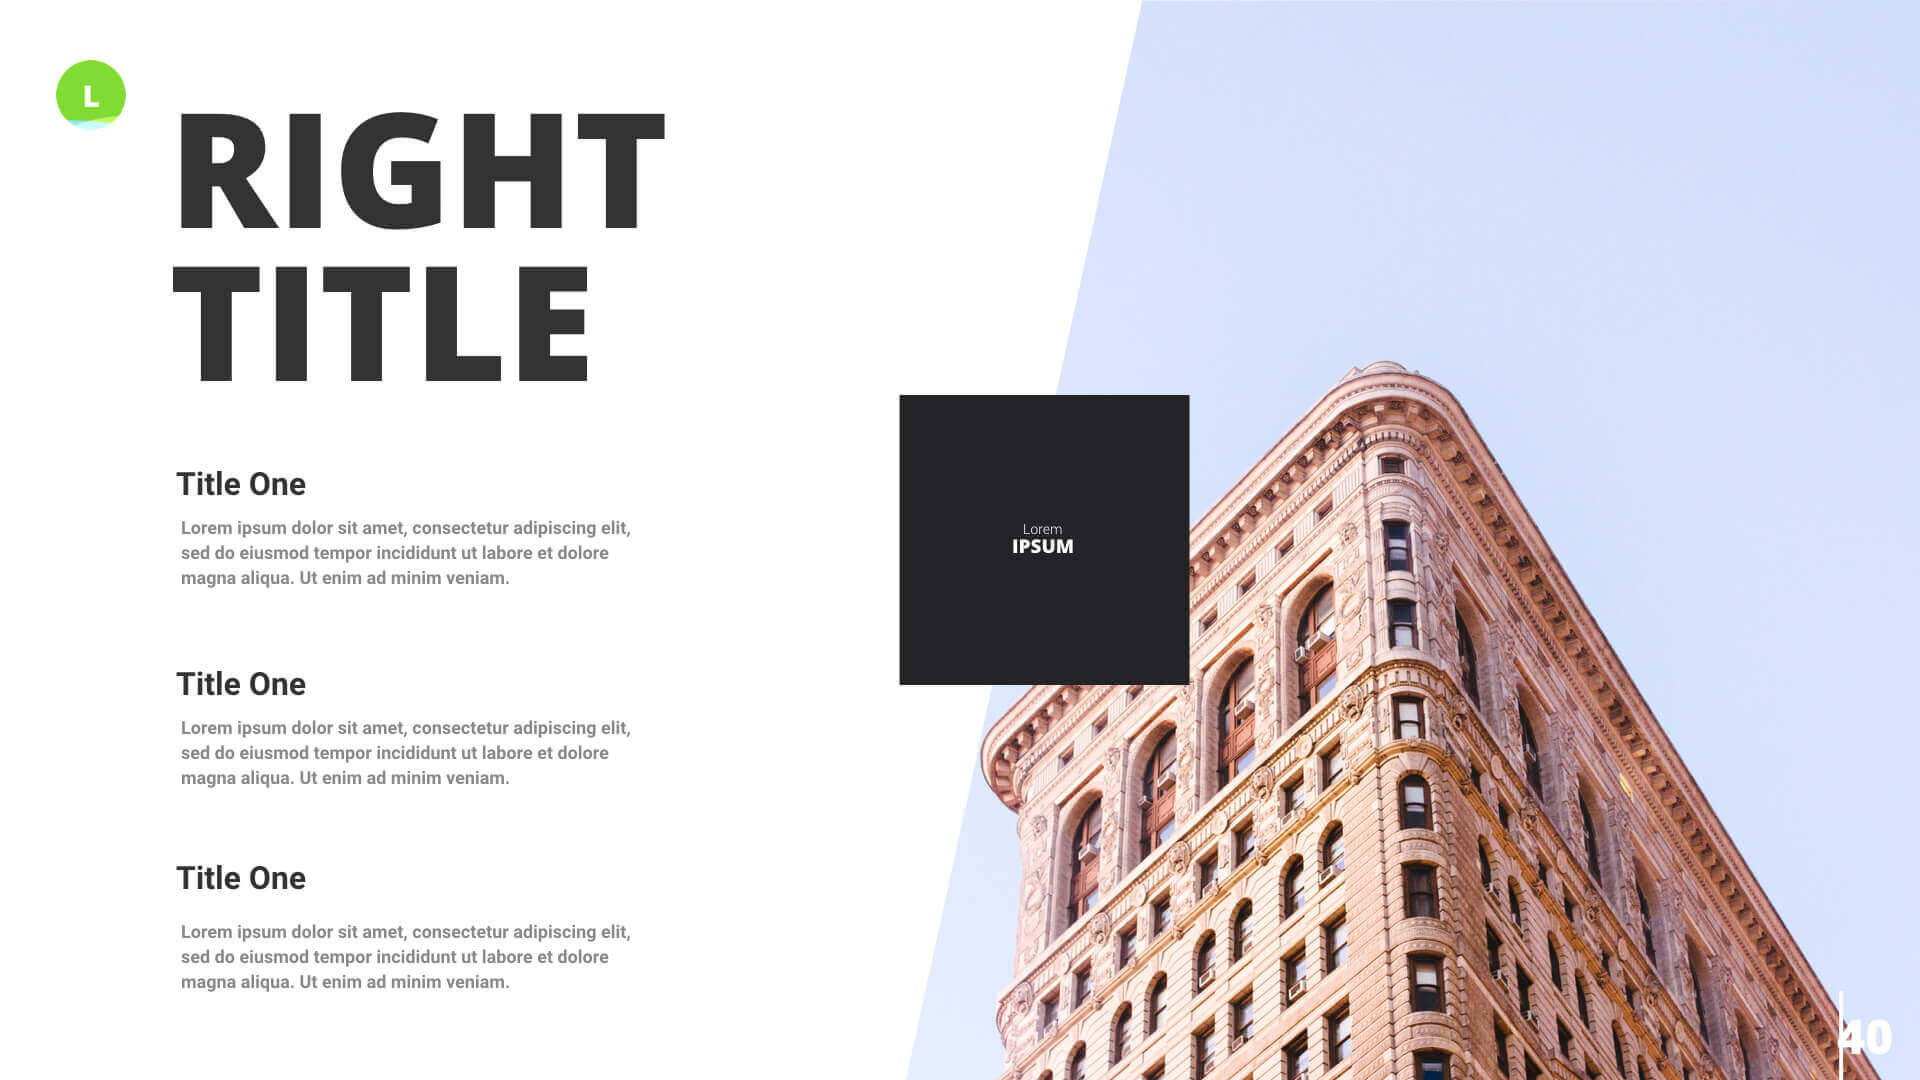 L
RIGHT
TITLE
Title One
Lorem ipsum dolor sit amet, consectetur adipiscing elit,
sed do eiusmod tempor incididunt ut labore et dolore
magna aliqua. Ut enim ad minim veniam.
Title One
Lorem ipsum dolor sit amet, consectetur adipiscing elit,
sed do eiusmod tempor incididunt ut labore et dolore
magna aliqua. Ut enim ad minim veniam.
Title One
Lorem ipsum dolor sit amet, consectetur adipiscing elit,
sed do eiusmod tempor incididunt ut labore et dolore
magna aliqua. Ut enim ad minim veniam.
Lorem
IPSUM
40